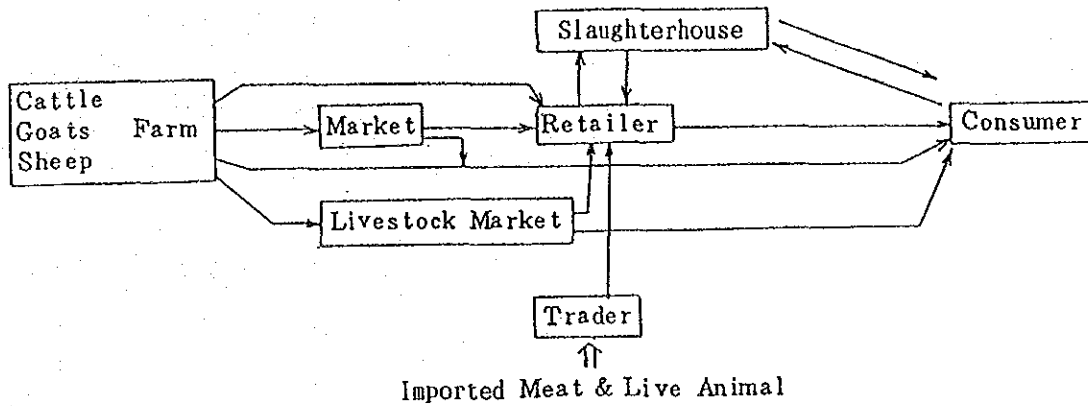 Slaughterhouse
Cattle
Goats Farm
Sheep
Market
Retailer
Consumer
Livestock Market
Trader
Imported Meat & Live Animal